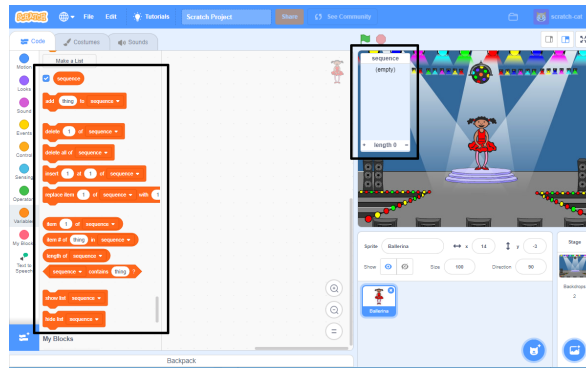 SCRATCH File Edit Tutorials Scratch Project Share See Community scratch-cat
Code Costumes Sounds
Motion
Looks
Sound
Events
Control
Sensing
Operators
Variables
My Blocks
Text to
Speech
Make a List
sequence
add thing to sequence
delete 1 of sequence
delete all of sequence
insert 1 at 1 of sequence
replace item 1 of sequence with 1
item 1 of sequence
item # of thing in sequence
length of sequence
sequence contains thing ?
show list sequence
hide list sequence
My Blocks
sequence
(empty)
+ length 0 =
Sprite Ballerina x 14 y -3
Show Size 100 Direction 90
Ballerina
Stage
Backdrops
2
Backpack